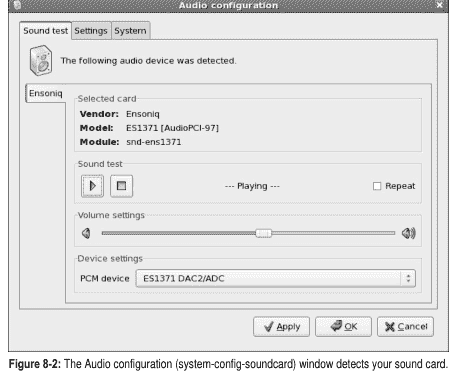 Audio configuration
Sound test Settings System
The following audio device was detected.
Ensoniq
Selected card
Vendor: Ensoniq
Model: ES1371 [AudioPCI-97]
Module: snd-ens1371
Sound test
--- Playing --- Repeat
Volume settings
Device settings
PCM device ES1371 DAC2/ADC
Apply OK Cancel
Figure 8-2: The Audio configuration (system-config-soundcard) window detects your sound card.